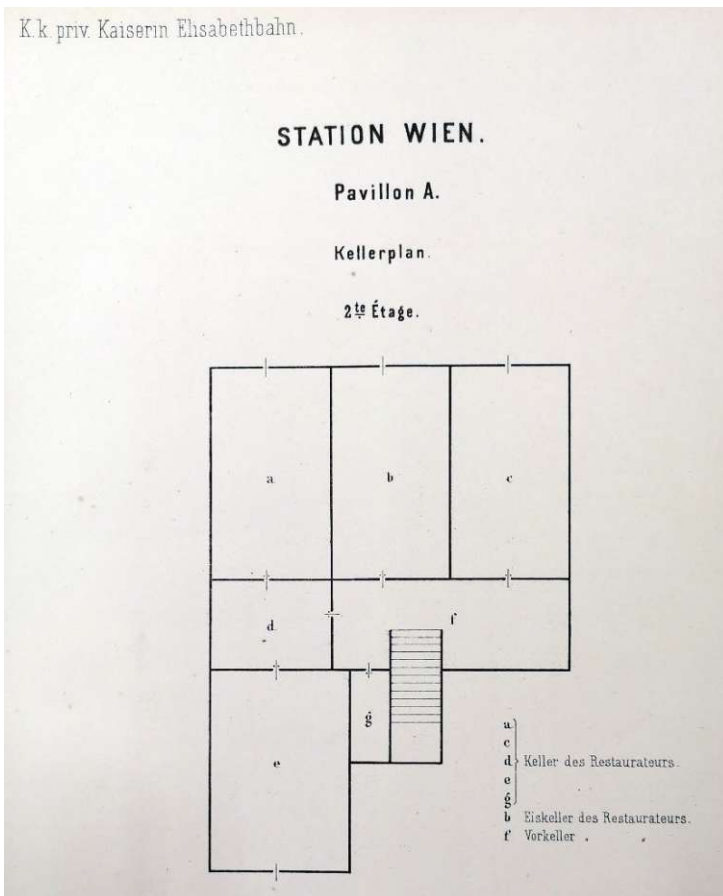 K. k. priv. Kaiserin Elisabethbahn.
STATION WIEN.
Pavillon A.
Kellerplan.
2te Étage.
a b c
d f
g
e
a
c
d Keller des Restaurateurs.
e
g
b Eiskeller des Restaurateurs.
f Vorkeller " "